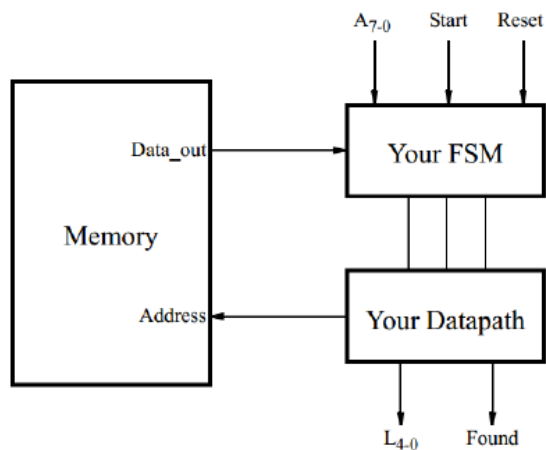 A7-0 Start Reset
Data_out
Your FSM
Memory
Address
Your Datapath
L4-0 Found